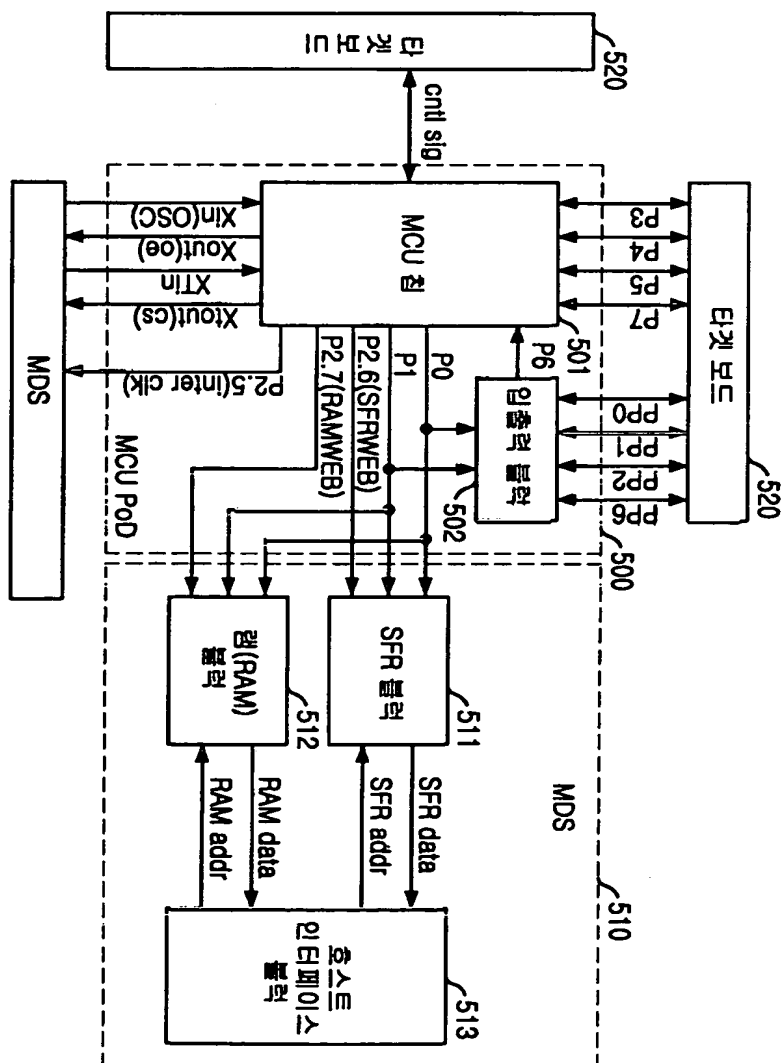 타겟 보드
520
cntl sig
MDS
Xin(OSC)
Xout(oe)
XTin
Xtout(cs)
P2.5(inter clk)
MCU PoD
MCU 칩
501
P3
P4
P5
P7
타겟 보드
520
PP0
PP1
PP2
PP6
P6
입출력 블럭
502
P0
P1
P2.6(SFRWEB)
P2.7(RAMWEB)
500
램(RAM)
블럭
512
SFR 블럭
511
MDS
510
RAM data
RAM addr
SFR data
SFR addr
호스트
인터페이스
블럭
513